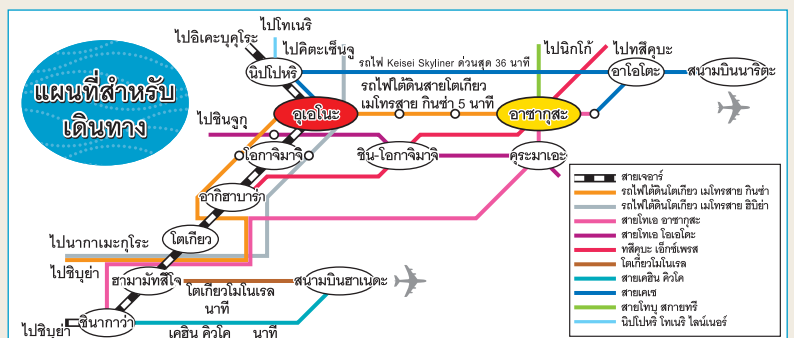 ไปโทเนริ
ไปอิเคะบุคุโระ
ไปคิตะเซ็นจู
ไปนิกโก้
ไปทสึคุบะ
นิปโปหริ
รถไฟ Keisei Skyliner ด่วนสุด 36 นาที
อาโอโตะ
สนามบินนาริตะ
แผนที่สำหรับ
เดินทาง
รถไฟใต้ดินสายโตเกียว
เมโทรสาย กินซ่า 5 นาที
อุเอโนะ
อาซากุสะ
ไปชินจูกุ
โอกาจิมาจิ
ชิน-โอกาจิมาจิ
คุระมาเอะ
อากิฮาบาร่า
โตเกียว
ไปนากาเมะกุโระ
ไปชิบุย่า
ฮามามัทสึโจ
สนามบินฮาเนดะ
โตเกียวโมโนเรล
นาที
ชินากาว่า
ไปชิบุย่า
เคฮิน คิวโค นาที
สายเจอาร์
รถไฟใต้ดินโตเกียว เมโทรสาย กินซ่า
รถไฟใต้ดินโตเกียว เมโทรสาย ฮิบิย่า
สายโทเอ อาซากุสะ
สายโทเอ โอเอโดะ
ทสึคุบะ เอ็กซ์เพรส
โตเกียวโมโนเรล
สายเคฮิน คิวโค
สายเคเซ
สายโทบุ สกายทรี
นิปโปหริ โทเนริ ไลน์เนอร์